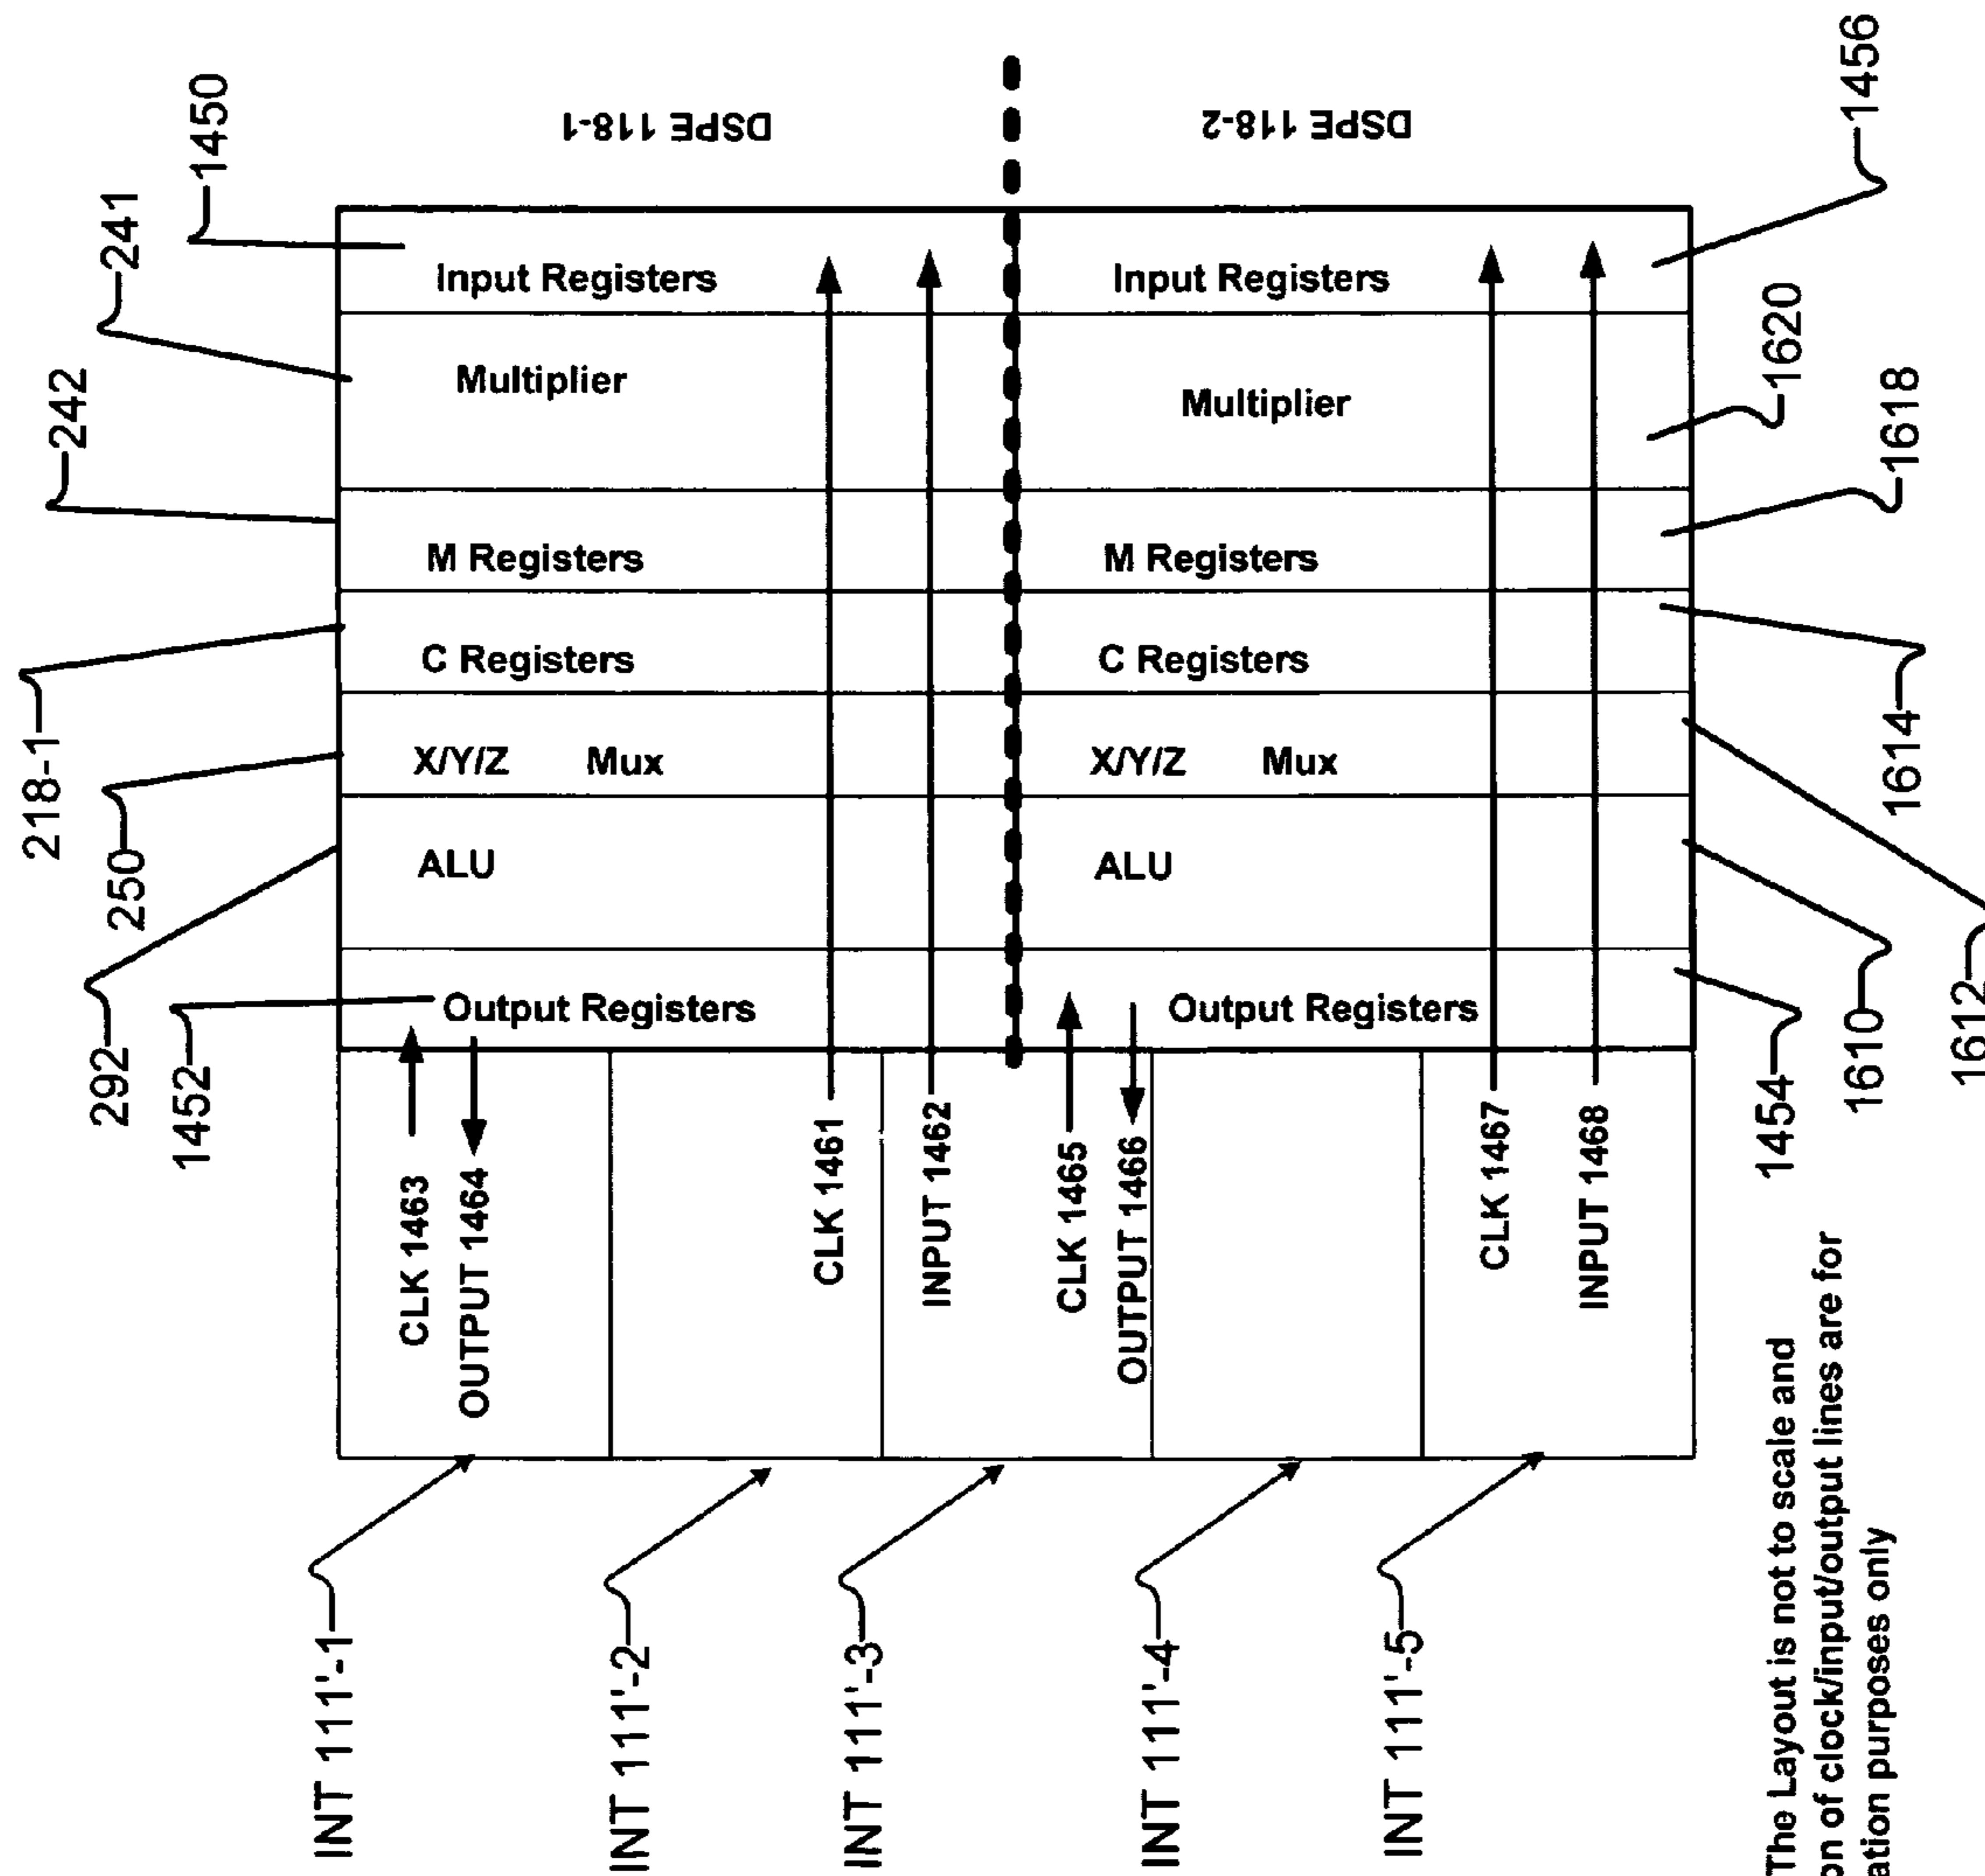 1450
241
242
218-1
250
292
1452
DSPE 118-1
DSPE 118-2
Input Registers
Input Registers
Multiplier
Multiplier
M Registers
M Registers
C Registers
C Registers
X/Y/Z Mux
X/Y/Z Mux
ALU
ALU
Output Registers
Output Registers
1456
1620
1618
1614
1612
1610
1454
CLK 1463
OUTPUT 1464
CLK 1461
INPUT 1462
CLK 1465
OUTPUT 1466
CLK 1467
INPUT 1468
INT 111'-1
INT 111'-2
INT 111'-3
INT 111'-4
INT 111'-5
The Layout is not to scale and
of clock/input/output lines are for
purposes only